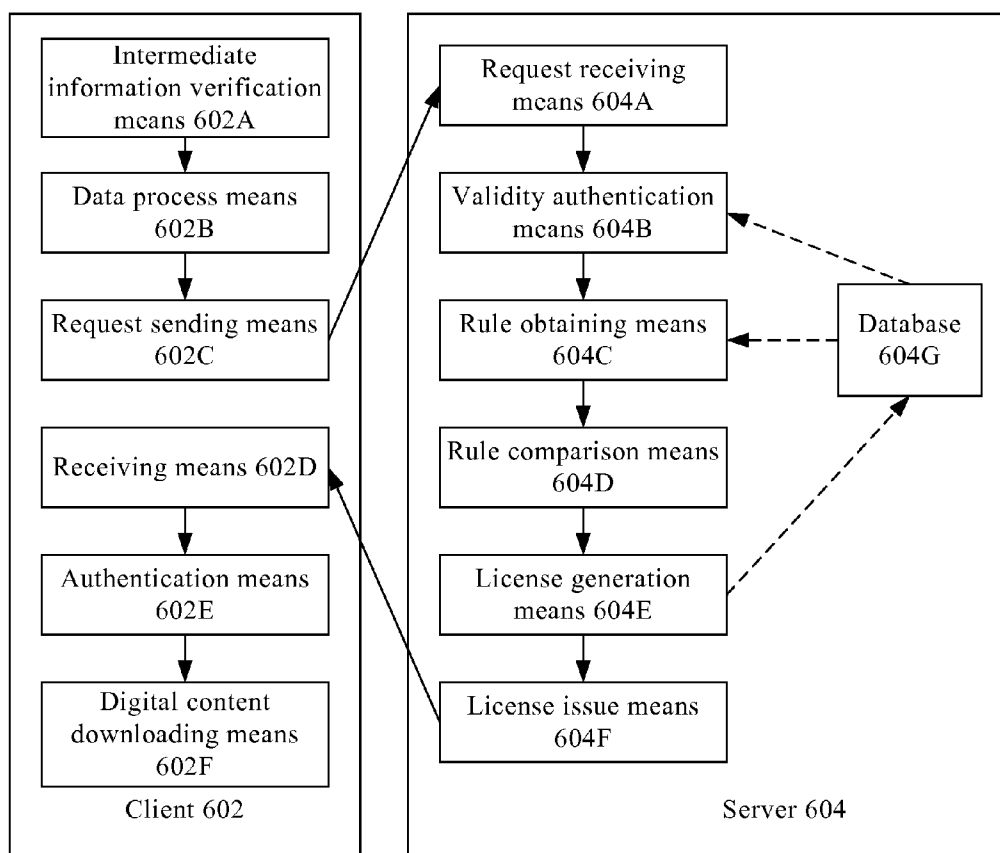 Intermediate
information verification
means 602A
Data process means
602B
Request sending means
602C
Receiving means 602D
Authentication means
602E
Digital content
downloading means
602F
Client 602
Request receiving
means 604A
Validity authentication
means 604B
Rule obtaining means
604C
Rule comparison means
604D
License generation
means 604E
License issue means
604F
Database
604G
Server 604